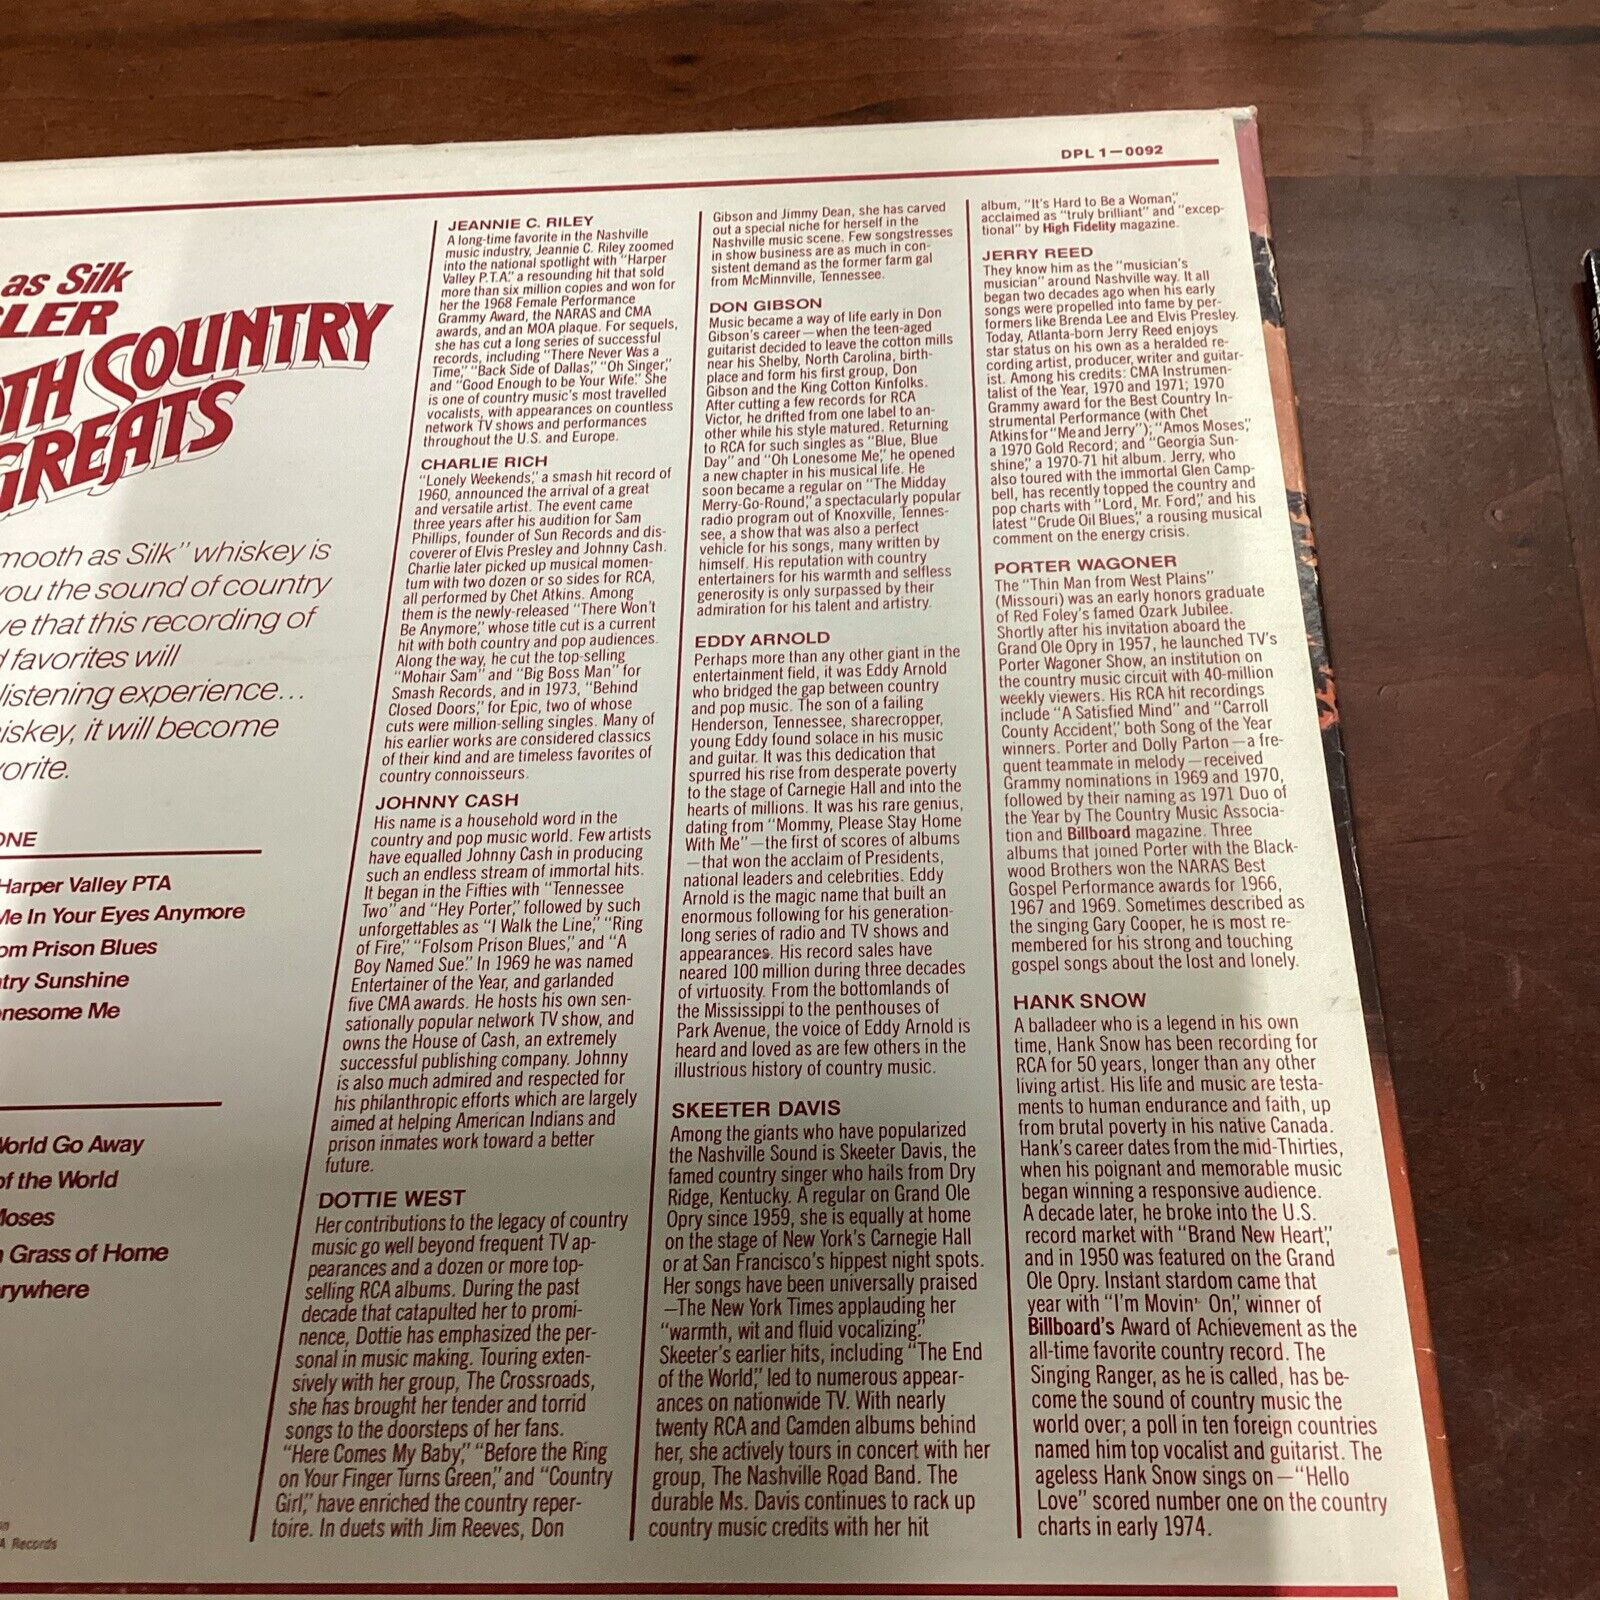 DPL 1—0092
as Silk
LER
OTH COUNTRY
GREATS
mooth as Silk" whiskey is
you the sound of country
ve that this recording of
d favorites will
listening experience...
iskey, it will become
vorite.
ONE
Harper Valley PTA
Me In Your Eyes Anymore
om Prison Blues
ntry Sunshine
onesome Me
World Go Away
of the World
Moses
n Grass of Home
rywhere
on
A Records
JEANNIE C. RILEY
A long-time favorite in the Nashville
music industry, Jeannie C. Riley zoomed
into the national spotlight with "Harper
Valley P.T.A." a resounding hit that sold
more than six million copies and won for
her the 1968 Female Performance
Grammy Award, the NARAS and CMA
awards, and an MOA plaque. For sequels,
she has cut a long series of successful
records, including "There Never Was a
Time," "Back Side of Dallas," "Oh Singer,"
and "Good Enough to be Your Wife." She
is one of country music's most travelled
vocalists, with appearances on countless
network TV shows and performances
throughout the U.S. and Europe.
CHARLIE RICH
"Lonely Weekends," a smash hit record of
1960, announced the arrival of a great
and versatile artist. The event came
three years after his audition for Sam
Phillips, founder of Sun Records and dis-
coverer of Elvis Presley and Johnny Cash.
Charlie later picked up musical momen-
tum with two dozen or so sides for RCA,
all performed by Chet Atkins. Among
them is the newly-released "There Won't
Be Anymore," whose title cut is a current
hit with both country and pop audiences.
Along the way, he cut the top-selling
"Mohair Sam" and "Big Boss Man" for
Smash Records, and in 1973, "Behind
Closed Doors," for Epic, two of whose
cuts were million-selling singles. Many of
his earlier works are considered classics
of their kind and are timeless favorites of
country connoisseurs.
JOHNNY CASH
His name is a household word in the
country and pop music world. Few artists
have equalled Johnny Cash in producing
such an endless stream of immortal hits.
It began in the Fifties with "Tennessee
Two" and "Hey Porter," followed by such
unforgettables as "I Walk the Line," "Ring
of Fire," "Folsom Prison Blues," and "A
Boy Named Sue." In 1969 he was named
Entertainer of the Year, and garlanded
five CMA awards. He hosts his own sen-
sationally popular network TV show, and
owns the House of Cash, an extremely
successful publishing company. Johnny
is also much admired and respected for
his philanthropic efforts which are largely
aimed at helping American Indians and
prison inmates work toward a better
future.
DOTTIE WEST
Her contributions to the legacy of country
music go well beyond frequent TV ap-
pearances and a dozen or more top-
selling RCA albums. During the past
decade that catapulted her to promi-
nence, Dottie has emphasized the per-
sonal in music making. Touring exten-
sively with her group, The Crossroads,
she has brought her tender and torrid
songs to the doorsteps of her fans.
"Here Comes My Baby," "Before the Ring
on Your Finger Turns Green," and "Country
Girl," have enriched the country reper-
toire. In duets with Jim Reeves, Don
Gibson and Jimmy Dean, she has carved
out a special niche for herself in the
Nashville music scene. Few songstresses
in show business are as much in con-
sistent demand as the former farm gal
from McMinnville, Tennessee.
DON GIBSON
Music became a way of life early in Don
Gibson's career—when the teen-aged
guitarist decided to leave the cotton mills
near his Shelby, North Carolina, birth-
place and form his first group, Don
Gibson and the King Cotton Kinfolks.
After cutting a few records for RCA
Victor, he drifted from one label to an-
other while his style matured. Returning
to RCA for such singles as "Blue, Blue
Day" and "Oh Lonesome Me," he opened
a new chapter in his musical life. He
soon became a regular on "The Midday
Merry-Go-Round," a spectacularly popular
radio program out of Knoxville, Tennes-
see, a show that was also a perfect
vehicle for his songs, many written by
himself. His reputation with country
entertainers for his warmth and selfless
generosity is only surpassed by their
admiration for his talent and artistry.
EDDY ARNOLD
Perhaps more than any other giant in the
entertainment field, it was Eddy Arnold
who bridged the gap between country
and pop music. The son of a failing
Henderson, Tennessee, sharecropper,
young Eddy found solace in his music
and guitar. It was this dedication that
spurred his rise from desperate poverty
to the stage of Carnegie Hall and into the
hearts of millions. It was his rare genius,
dating from "Mommy, Please Stay Home
With Me"—the first of scores of albums
—that won the acclaim of Presidents,
national leaders and celebrities. Eddy
Arnold is the magic name that built an
enormous following for his generation-
long series of radio and TV shows and
appearances. His record sales have
neared 100 million during three decades
of virtuosity. From the bottomlands of
the Mississippi to the penthouses of
Park Avenue, the voice of Eddy Arnold is
heard and loved as are few others in the
illustrious history of country music.
SKEETER DAVIS
Among the giants who have popularized
the Nashville Sound is Skeeter Davis, the
famed country singer who hails from Dry
Ridge, Kentucky. A regular on Grand Ole
Opry since 1959, she is equally at home
on the stage of New York's Carnegie Hall
or at San Francisco's hippest night spots.
Her songs have been universally praised
—The New York Times applauding her
"warmth, wit and fluid vocalizing."
Skeeter's earlier hits, including "The End
of the World," led to numerous appear-
ances on nationwide TV. With nearly
twenty RCA and Camden albums behind
her, she actively tours in concert with her
group, The Nashville Road Band. The
durable Ms. Davis continues to rack up
country music credits with her hit
album, "It's Hard to Be a Woman,"
acclaimed as "truly brilliant" and "excep-
tional" by High Fidelity magazine.
JERRY REED
They know him as the "musician's
musician" around Nashville way. It all
began two decades ago when his early
songs were propelled into fame by per-
formers like Brenda Lee and Elvis Presley.
Today, Atlanta-born Jerry Reed enjoys
star status on his own as a heralded re-
cording artist, producer, writer and guitar-
ist. Among his credits: CMA Instrumen-
talist of the Year, 1970 and 1971; 1970
Grammy award for the Best Country In-
strumental Performance (with Chet
Atkins for "Me and Jerry"); "Amos Moses,"
a 1970 Gold Record; and "Georgia Sun-
shine," a 1970-71 hit album. Jerry, who
also toured with the immortal Glen Camp-
bell, has recently topped the country and
pop charts with "Lord, Mr. Ford," and his
latest "Crude Oil Blues," a rousing musical
comment on the energy crisis.
PORTER WAGONER
The "Thin Man from West Plains"
(Missouri) was an early honors graduate
of Red Foley's famed Ozark Jubilee.
Shortly after his invitation aboard the
Grand Ole Opry in 1957, he launched TV's
Porter Wagoner Show, an institution on
the country music circuit with 40-million
weekly viewers. His RCA hit recordings
include "A Satisfied Mind" and "Carroll
County Accident," both Song of the Year
winners. Porter and Dolly Parton—a fre-
quent teammate in melody—received
Grammy nominations in 1969 and 1970,
followed by their naming as 1971 Duo of
the Year by The Country Music Associa-
tion and Billboard magazine. Three
albums that joined Porter with the Black-
wood Brothers won the NARAS Best
Gospel Performance awards for 1966,
1967 and 1969. Sometimes described as
the singing Gary Cooper, he is most re-
membered for his strong and touching
gospel songs about the lost and lonely.
HANK SNOW
A balladeer who is a legend in his own
time, Hank Snow has been recording for
RCA for 50 years, longer than any other
living artist. His life and music are testa-
ments to human endurance and faith, up
from brutal poverty in his native Canada.
Hank's career dates from the mid-Thirties,
when his poignant and memorable music
began winning a responsive audience.
A decade later, he broke into the U.S.
record market with "Brand New Heart,"
and in 1950 was featured on the Grand
Ole Opry. Instant stardom came that
year with "I'm Movin' On," winner of
Billboard's Award of Achievement as the
all-time favorite country record. The
Singing Ranger, as he is called, has be-
come the sound of country music the
world over; a poll in ten foreign countries
named him top vocalist and guitarist. The
ageless Hank Snow sings on—"Hello
Love" scored number one on the country
charts in early 1974.